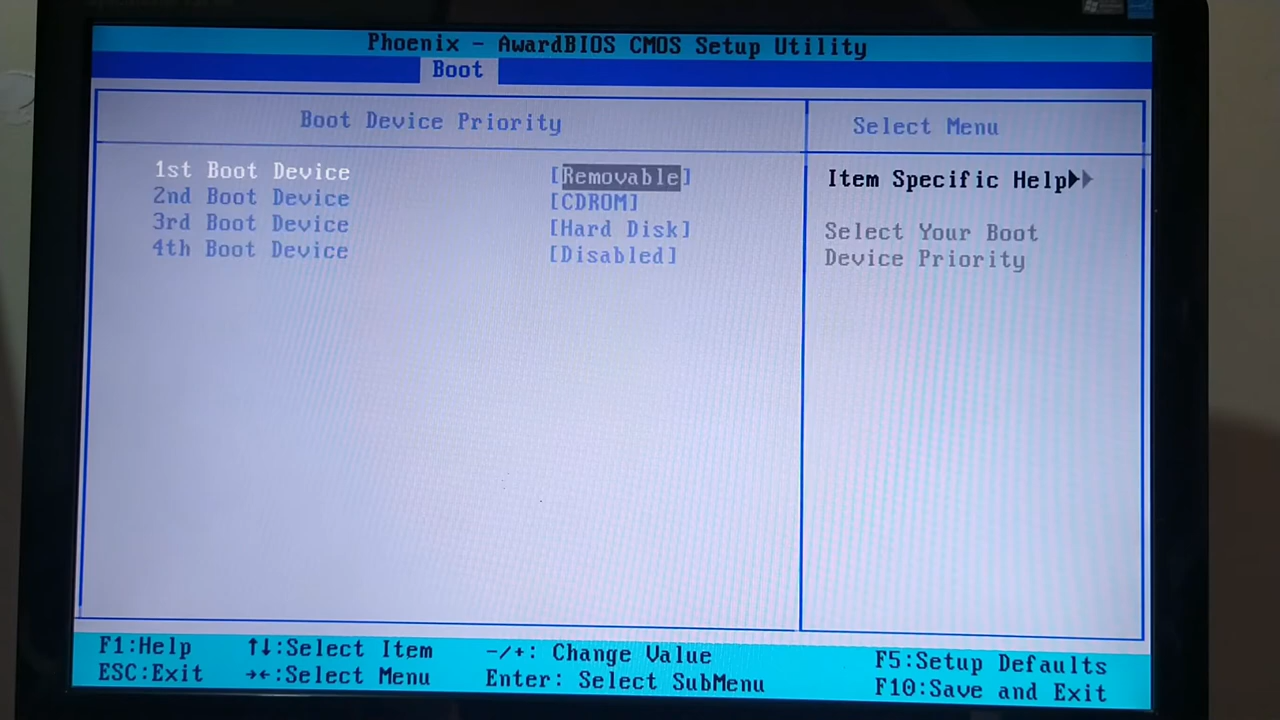 Phoenix - AwardBIOS CMOS Setup Utility
Boot
Boot Device Priority
Select Menu
1st Boot Device [Removable]
2nd Boot Device [CDROM]
3rd Boot Device [Hard Disk]
4th Boot Device [Disabled]
Item Specific Help▶▶
Select Your Boot
Device Priority
F1:Help ↑↓:Select Item -/+: Change Value F5:Setup Defaults
ESC:Exit →←:Select Menu Enter: Select SubMenu F10:Save and Exit